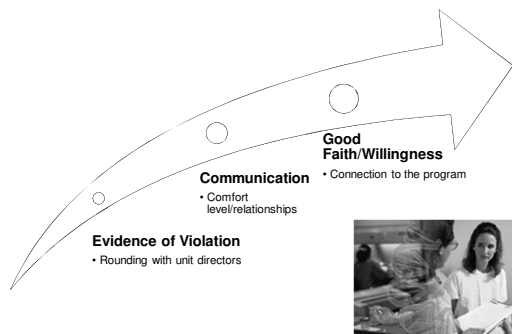 Evidence of Violation
• Rounding with unit directors
Communication
• Comfort
level/relationships
Good
Faith/Willingness
• Connection to the program